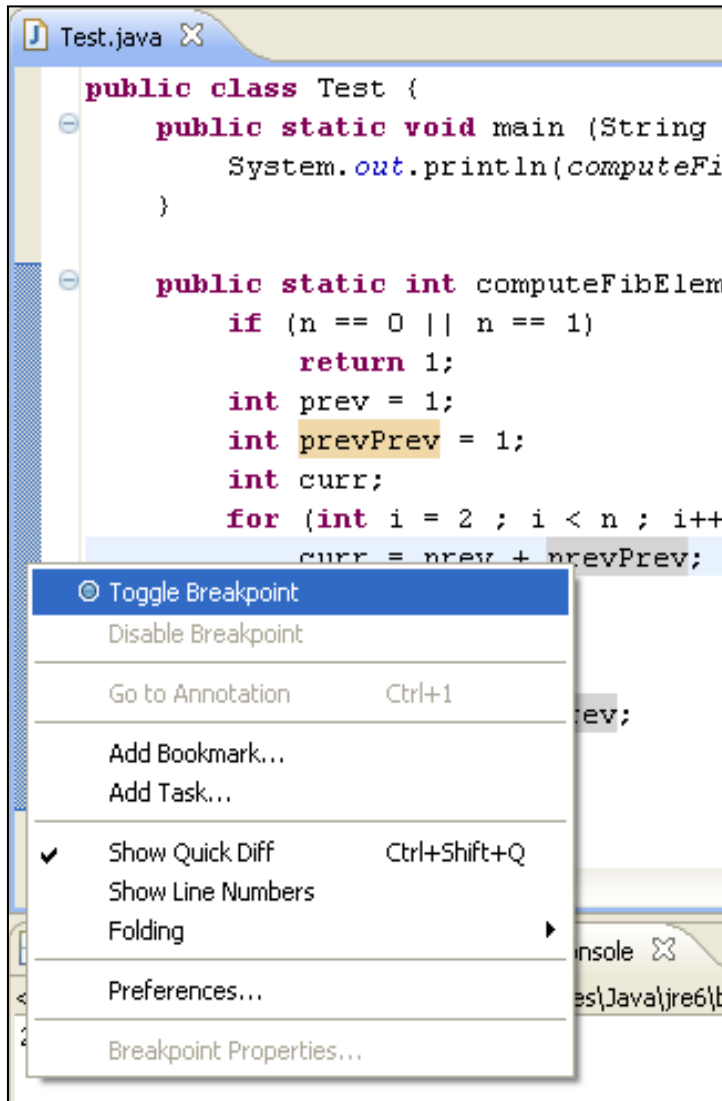 Test.java
public class Test {
public static void main (String
System.out.println(computeFi
}
public static int computeFibElem
if (n == 0 || n == 1)
return 1;
int prev = 1;
int prevPrev = 1;
int curr;
for (int i = 2 ; i < n ; i++
curr = prev + prevPrev;
Toggle Breakpoint
Disable Breakpoint
Go to Annotation Ctrl+1
ev;
Add Bookmark...
Add Task...
Show Quick Diff Ctrl+Shift+Q
Show Line Numbers
Folding
nsole
Preferences...
es\Java\jre6\b
Breakpoint Properties...